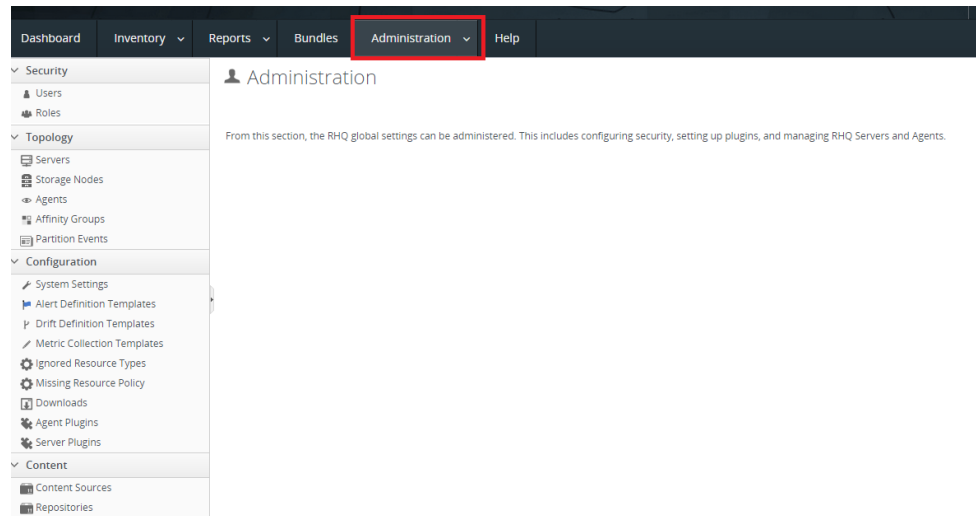 Dashboard Inventory Reports Bundles Administration Help
Security
Users
Roles
Topology
Servers
Storage Nodes
Agents
Affinity Groups
Partition Events
Configuration
System Settings
Alert Definition Templates
Drift Definition Templates
Metric Collection Templates
Ignored Resource Types
Missing Resource Policy
Downloads
Agent Plugins
Server Plugins
Content
Content Sources
Repositories
Administration
From this section, the RHQ global settings can be administered. This includes configuring security, setting up plugins, and managing RHQ Servers and Agents.